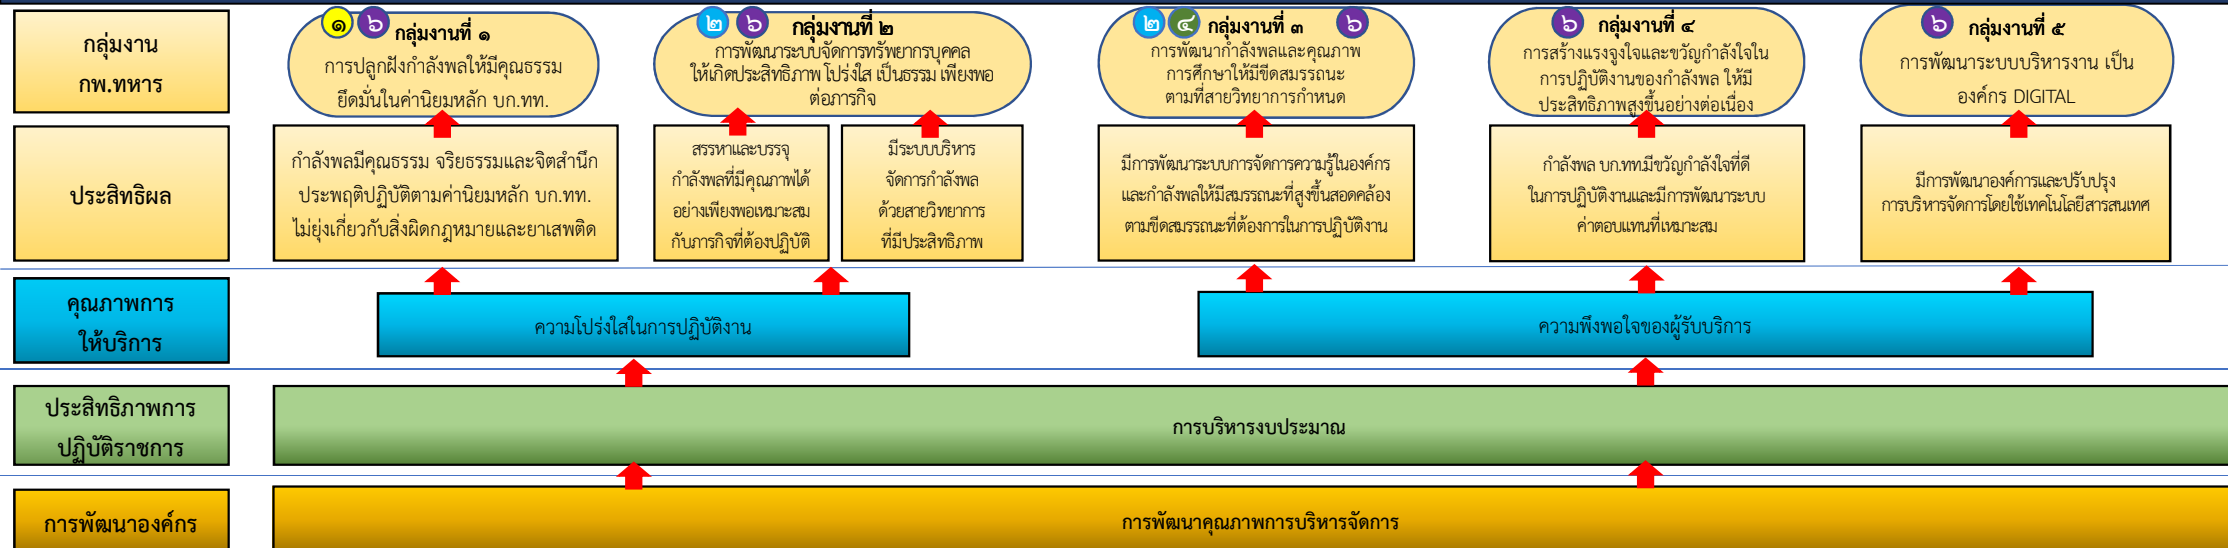 กลุ่มงาน
กพ.ทหาร
๑ ๖ กลุ่มงานที่ ๑
การปลูกฝังกำลังพลให้มีคุณธรรม
ยึดมั่นในค่านิยมหลัก บก.ทท.
๒ ๖ กลุ่มงานที่ ๒
การพัฒนาระบบจัดการทรัพยากรบุคคล
ให้เกิดประสิทธิภาพ โปร่งใส เป็นธรรม เพียงพอ
ต่อภารกิจ
๒ ๔ กลุ่มงานที่ ๓ ๖
การพัฒนากำลังพลและคุณภาพ
การศึกษาให้มีขีดสมรรถนะ
ตามที่สายวิทยาการกำหนด
๖ กลุ่มงานที่ ๔
การสร้างแรงจูงใจและขวัญกำลังใจใน
การปฏิบัติงานของกำลังพล ให้มี
ประสิทธิภาพสูงขึ้นอย่างต่อเนื่อง
๖ กลุ่มงานที่ ๕
การพัฒนาระบบบริหารงาน เป็น
องค์กร DIGITAL
ประสิทธิผล
กำลังพลมีคุณธรรม จริยธรรมและจิตสำนึก
ประพฤติปฏิบัติตามค่านิยมหลัก บก.ทท.
ไม่ยุ่งเกี่ยวกับสิ่งผิดกฎหมายและยาเสพติด
สรรหาและบรรจุ
กำลังพลที่มีคุณภาพได้
อย่างเพียงพอเหมาะสม
กับภารกิจที่ต้องปฏิบัติ
มีระบบบริหาร
จัดการกำลังพล
ด้วยสายวิทยาการ
ที่มีประสิทธิภาพ
มีการพัฒนาระบบการจัดการความรู้ในองค์กร
และกำลังพลให้มีสมรรถนะที่สูงขึ้นสอดคล้อง
ตามขีดสมรรถนะที่ต้องการในการปฏิบัติงาน
กำลังพล บก.ทท.มีขวัญกำลังใจที่ดี
ในการปฏิบัติงานและมีการพัฒนาระบบ
ค่าตอบแทนที่เหมาะสม
มีการพัฒนาองค์การและปรับปรุง
การบริหารจัดการโดยใช้เทคโนโลยีสารสนเทศ
คุณภาพการ
ให้บริการ
ความโปร่งใสในการปฏิบัติงาน
ความพึงพอใจของผู้รับบริการ
ประสิทธิภาพการ
ปฏิบัติราชการ
การบริหารงบประมาณ
การพัฒนาองค์กร
การพัฒนาคุณภาพการบริหารจัดการ